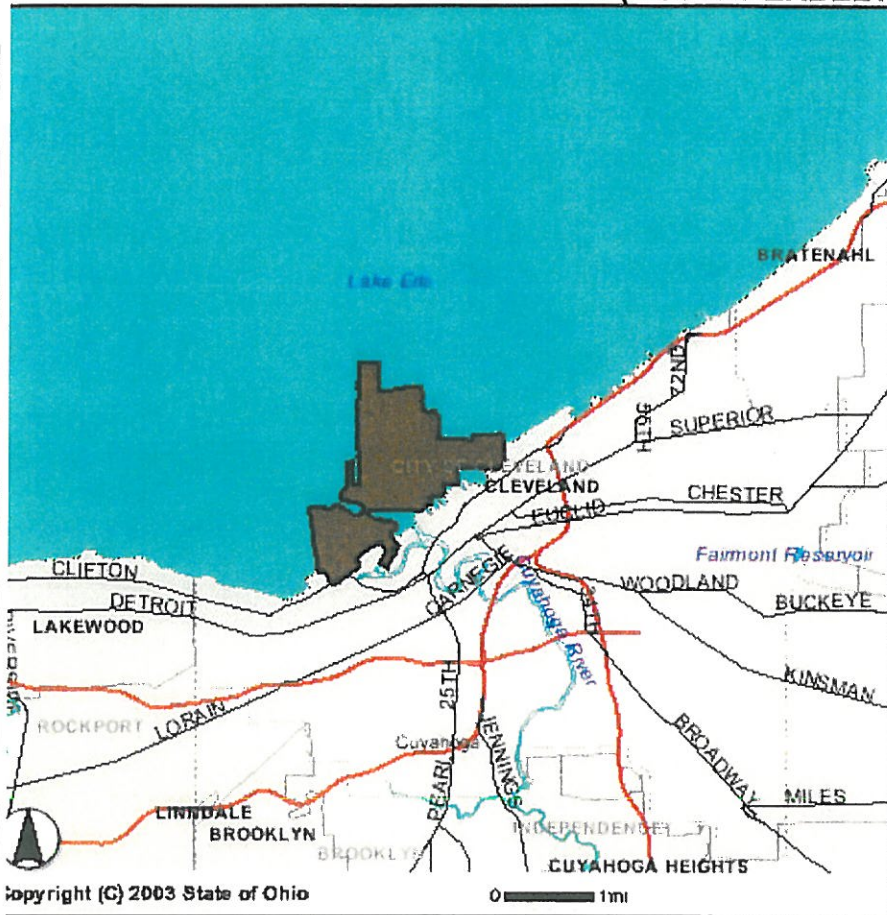 BRATENAHL
Lake Erie
72ND
56TH
SUPERIOR
CITY OF CLEVELAND
CLEVELAND
CHESTER
EUCLID
Fairmont Reservoir
CLIFTON
CARNEGIE
WOODLAND
DETROIT
BUCKEYE
LAKEWOOD
Cuyahoga River
25TH
KINSMAN
LORAIN
ROCKPORT
Cuyahoga
JENNINGS
BROADWAY
PEARL
MILES
LINNDALE
BROOKLYN
INDEPENDENCE
BROOKLYN
CUYAHOGA HEIGHTS
Copyright (C) 2003 State of Ohio
0 1mi